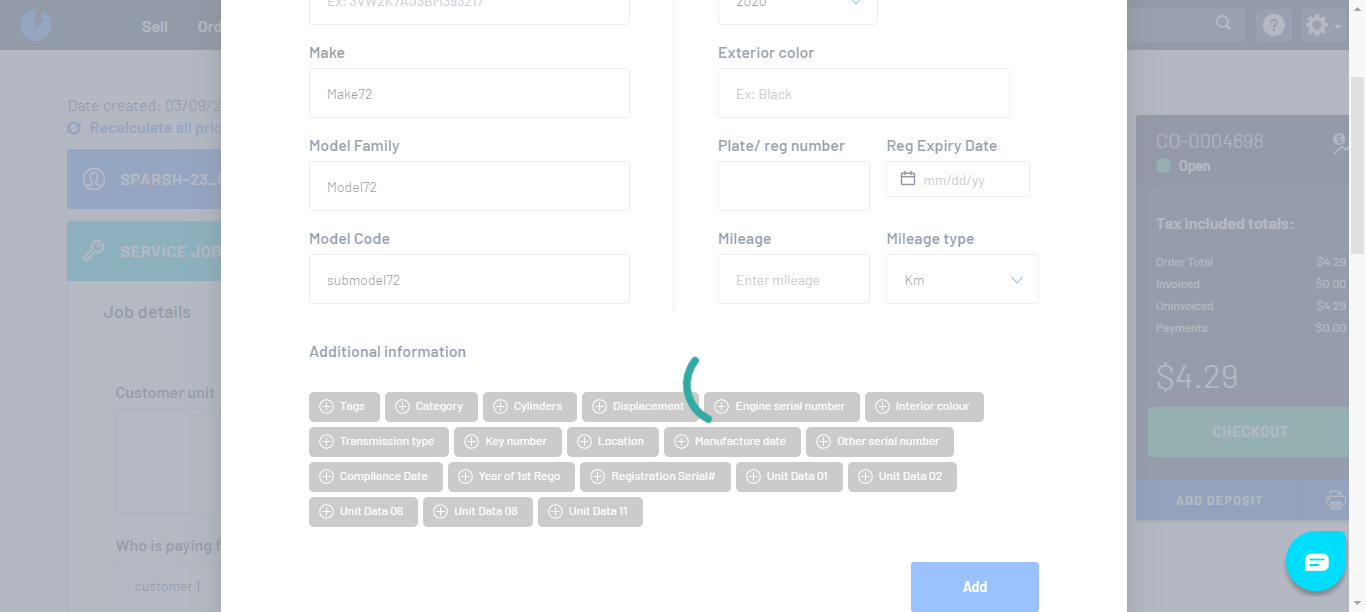 Sell
Ord
?
Ex: 3VW2K7AJ3BM393217
2020
Make
Make72
Exterior color
Ex: Black
Date created: 03/09/2
Recalculate all pric
Model Family
Model72
Plate/ reg number
Reg Expiry Date
mm/dd/yy
SPARSH-23_
Model Code
submodel72
Mileage
Enter mileage
Mileage type
Km
SERVICE JOB
Job details
Customer unit
Who is paying f
customer 1
Additional information
Tags
Category
Cylinders
Displacement
Engine serial number
Interior colour
Transmission type
Key number
Location
Manufacture date
Other serial number
Compliance Date
Year of 1st Rego
Registration Serial#
Unit Data 01
Unit Data 02
Unit Data 06
Unit Data 08
Unit Data 11
Add
CO-0004698
Open
Tax included totals:
Order Total $4.29
Invoiced $0.00
Uninvoiced $4.29
Payments $0.00
$4.29
CHECKOUT
ADD DEPOSIT